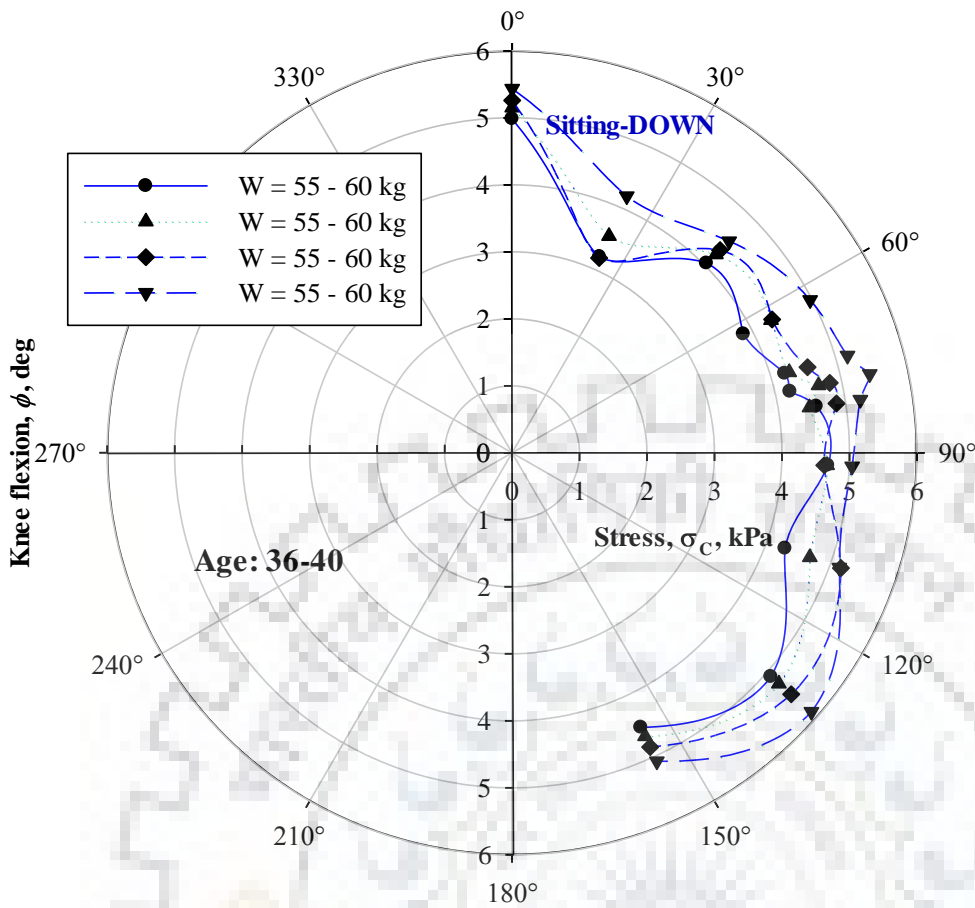 0°
6
330°
30°
5
Sitting-DOWN
4
W = 55 - 60 kg
W = 55 - 60 kg
W = 55 - 60 kg
W = 55 - 60 kg
3
60°
2
1
Knee flexion, ϕ, deg
270°
0
90°
0 1 2 3 4 5 6
1
Stress, σC, kPa
Age: 36-40
2
240°
120°
3
4
5
210°
150°
6
180°